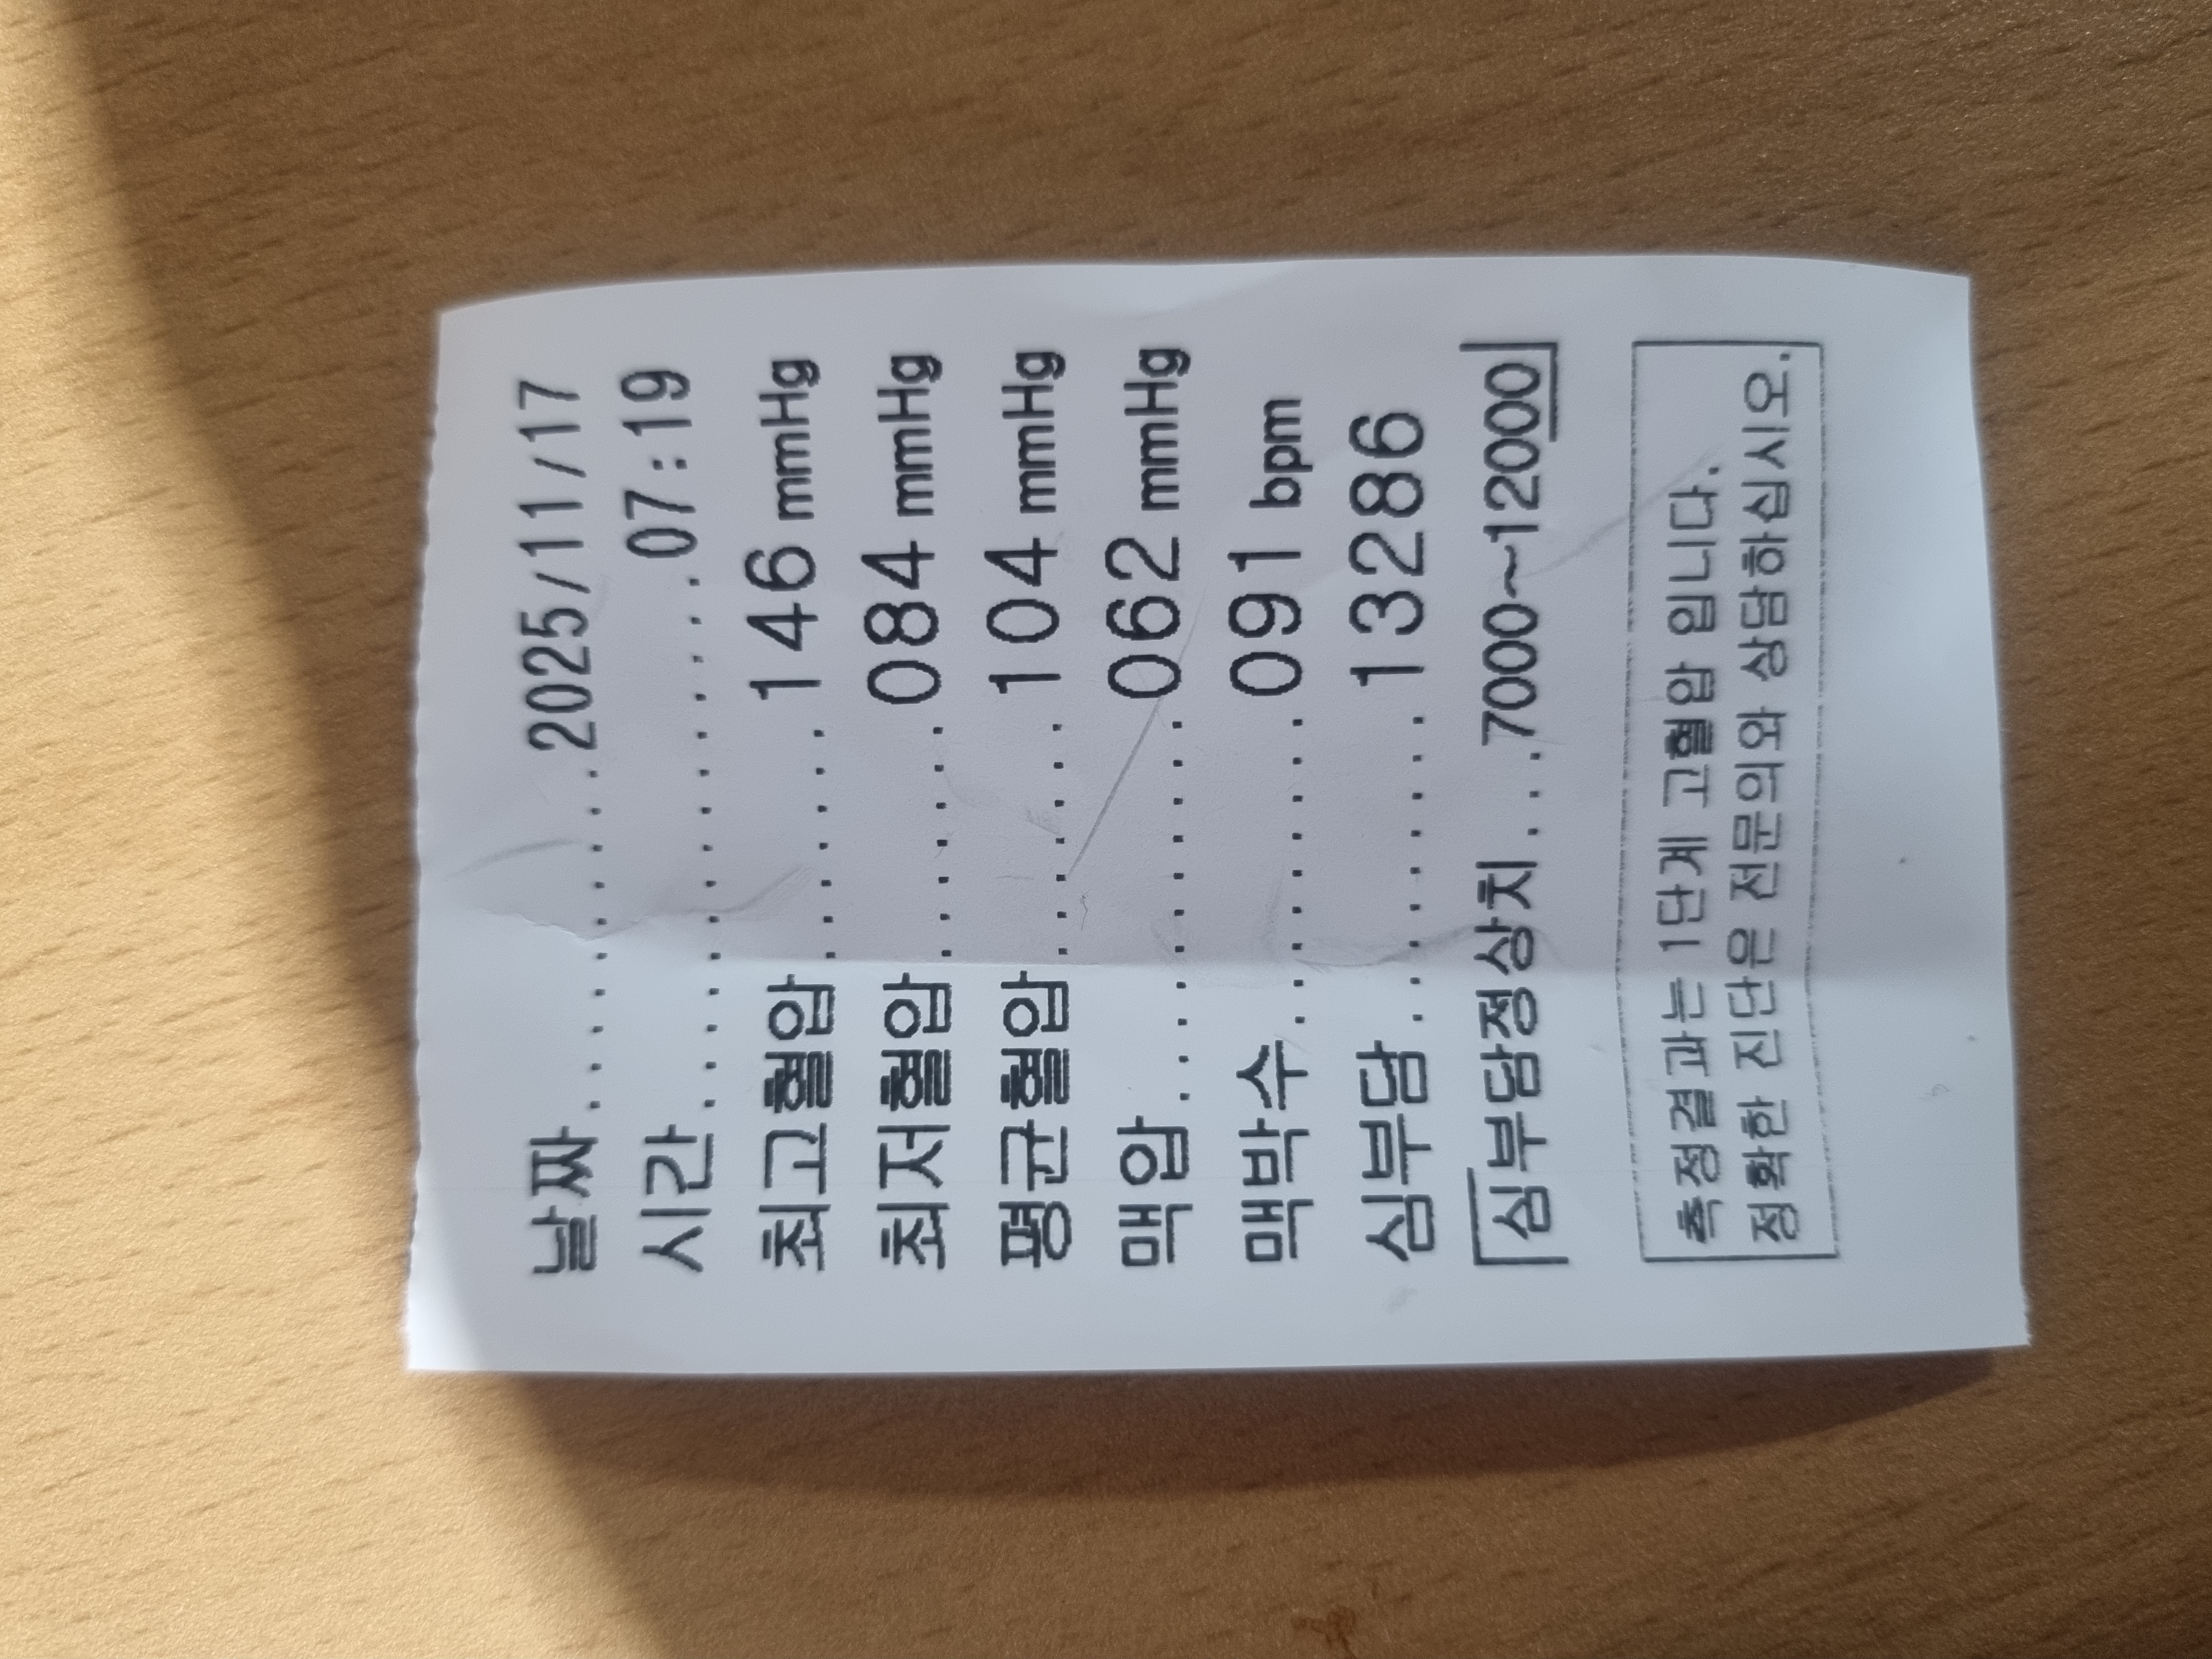 날짜..............2025/11/17
시간..................07:19
최고혈압........146 mmHg
최저혈압........084 mmHg
평균혈압........104 mmHg
맥압............062 mmHg
맥박수..........091 bpm
심부담..........13286
심부담정상치...7000~12000
측정결과는 1단계 고혈압 입니다.
정확한 진단은 전문의와 상담하십시오.